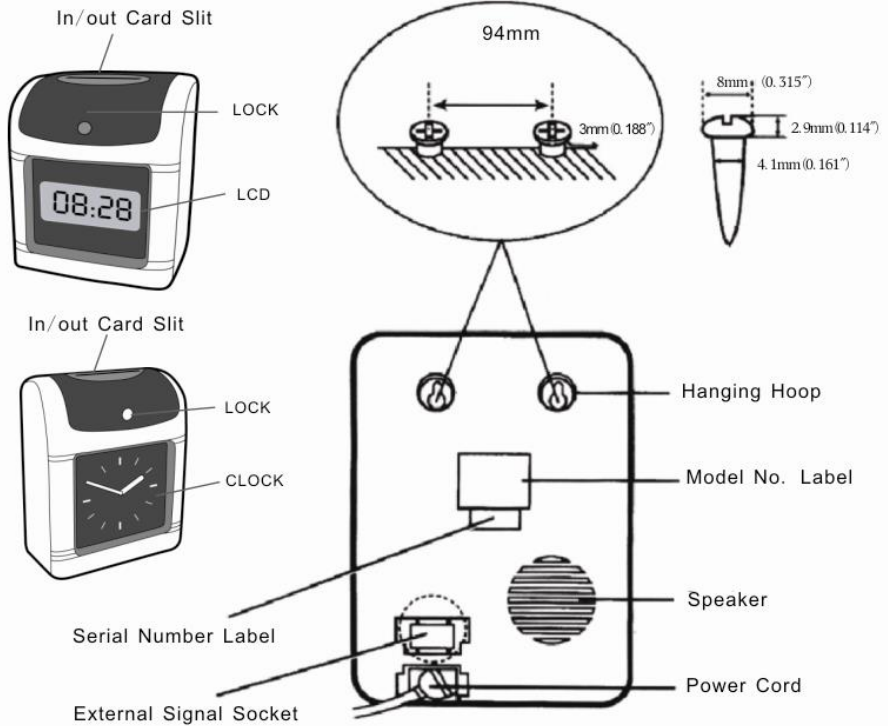 In/out Card Slit
LOCK
LCD
08:28
In/out Card Slit
LOCK
CLOCK
94mm
3mm(0.188″)
8mm (0.315″)
2.9mm(0.114″)
4.1mm(0.161″)
Hanging Hoop
Model No. Label
Speaker
Power Cord
Serial Number Label
External Signal Socket